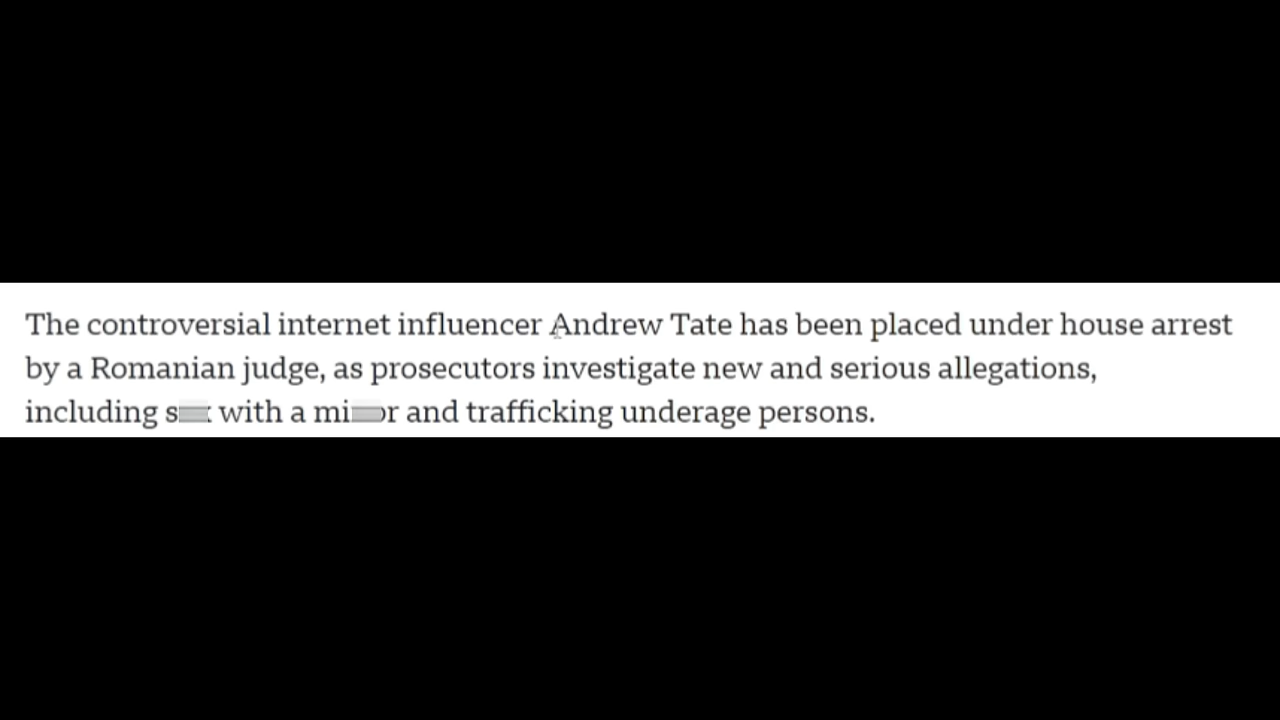 The controversial internet influencer Andrew Tate has been placed under house arrest
by a Romanian judge, as prosecutors investigate new and serious allegations,
including with a and trafficking underage persons.